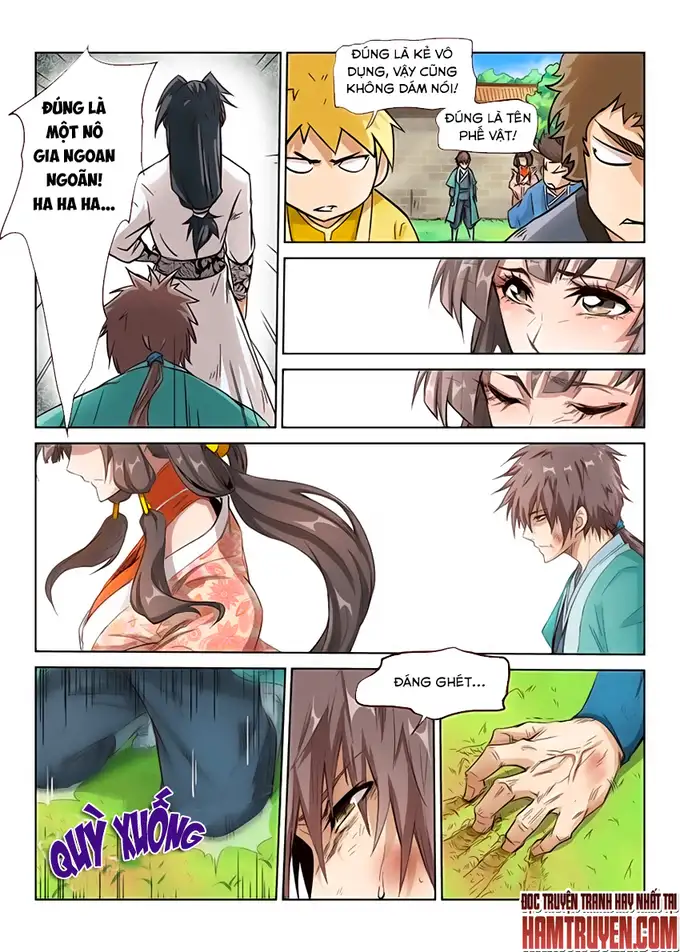 ĐÚNG LÀ
MỘT NÔ
GIA NGOAN
NGOÃN!
HA HA HA...
ĐÚNG LÀ KẺ VÔ
DỤNG, VẬY CŨNG
KHÔNG DÁM NÓI!
ĐÚNG LÀ TÊN
PHẾ VẬT!
QUỲ XUỐNG
ĐÁNG GHÉT...
ĐỌC TRUYỆN TRANH HAY NHẤT TẠI
HAMTRUYEN.COM